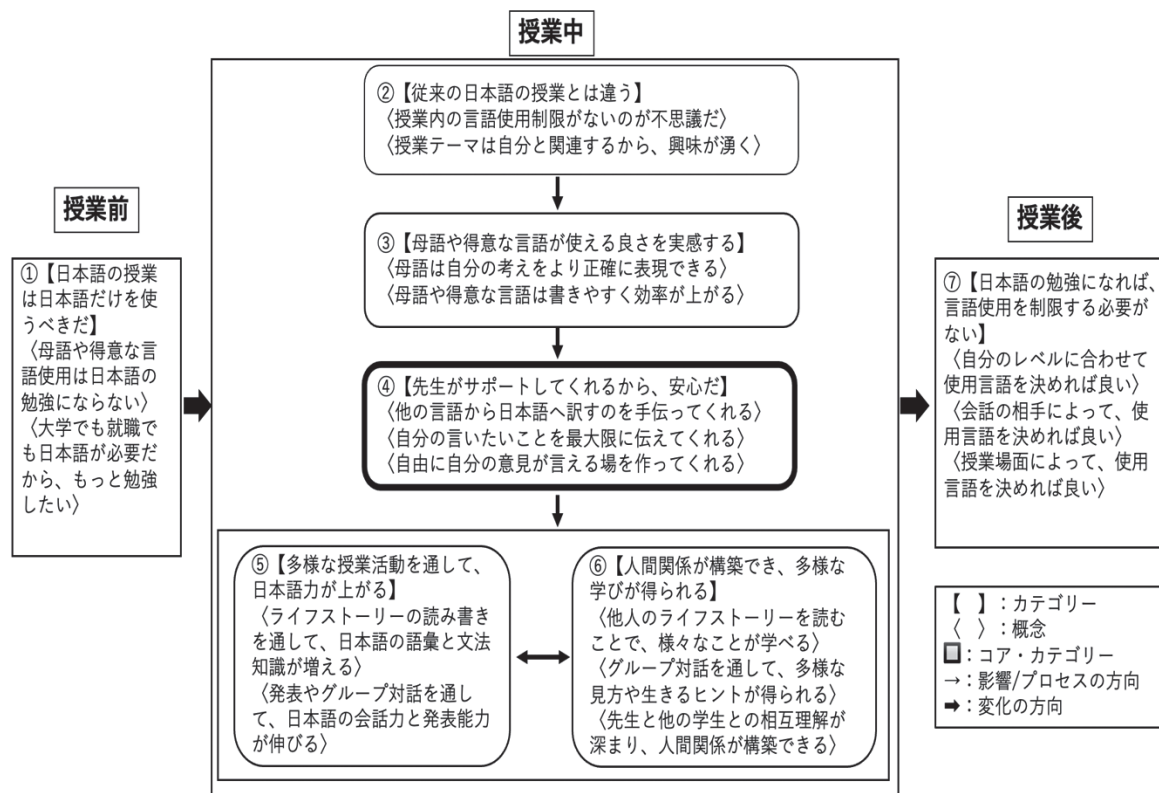 授業中
②【従来の日本語の授業とは違う】
〈授業内の言語使用制限がないのが不思議だ〉
〈授業テーマは自分と関連するから、興味が湧く〉
授業前
①【日本語の授業
は日本語だけを使
うべきだ】
〈母語や得意な言
語使用は日本語の
勉強にならない〉
〈大学でも就職で
も日本語が必要だ
から、もっと勉強
したい〉
③【母語や得意な言語が使える良さを実感する】
〈母語は自分の考えをより正確に表現できる〉
〈母語や得意な言語は書きやすく効率が上がる〉
④【先生がサポートしてくれるから、安心だ】
〈他の言語から日本語へ訳すのを手伝ってくれる〉
〈自分の言いたいことを最大限に伝えてくれる〉
〈自由に自分の意見が言える場を作ってくれる〉
⑤【多様な授業活動を通して、
日本語力が上がる】
〈ライフストーリーの読み書き
を通して、日本語の語彙と文法
知識が増える〉
〈発表やグループ対話を通し
て、日本語の会話力と発表能力
が伸びる〉
⑥【人間関係が構築でき、多様な
学びが得られる】
〈他人のライフストーリーを読む
ことで、様々なことが学べる〉
〈グループ対話を通して、多様な
見方や生きるヒントが得られる〉
〈先生と他の学生との相互理解が
深まり、人間関係が構築できる〉
授業後
⑦【日本語の勉強になれば、
言語使用を制限する必要が
ない】
〈自分のレベルに合わせて
使用言語を決めれば良い〉
〈会話の相手によって、使
用言語を決めれば良い〉
〈授業場面によって、使用
言語を決めれば良い〉
【 】：カテゴリー
〈 〉：概念
：コア・カテゴリー
→：影響/プロセスの方向
➡：変化の方向